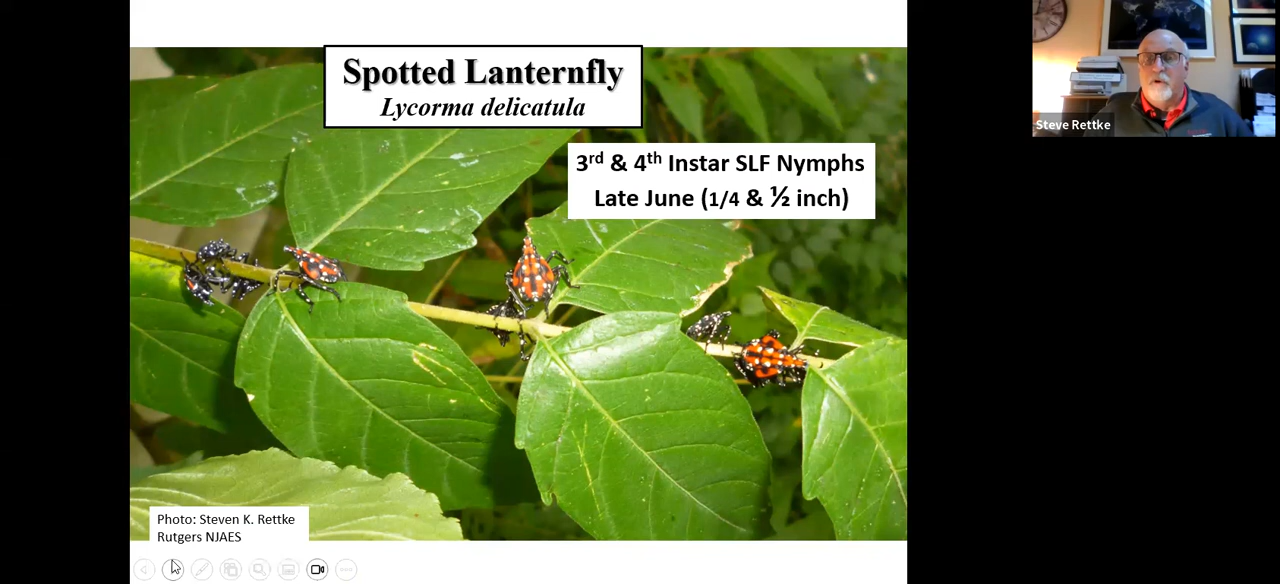 Spotted Lanternfly
Lycorma delicatula
3rd & 4th Instar SLF Nymphs
Late June (1/4 & ½ inch)
Steve Rettke
Photo: Steven K. Rettke
Rutgers NJAES